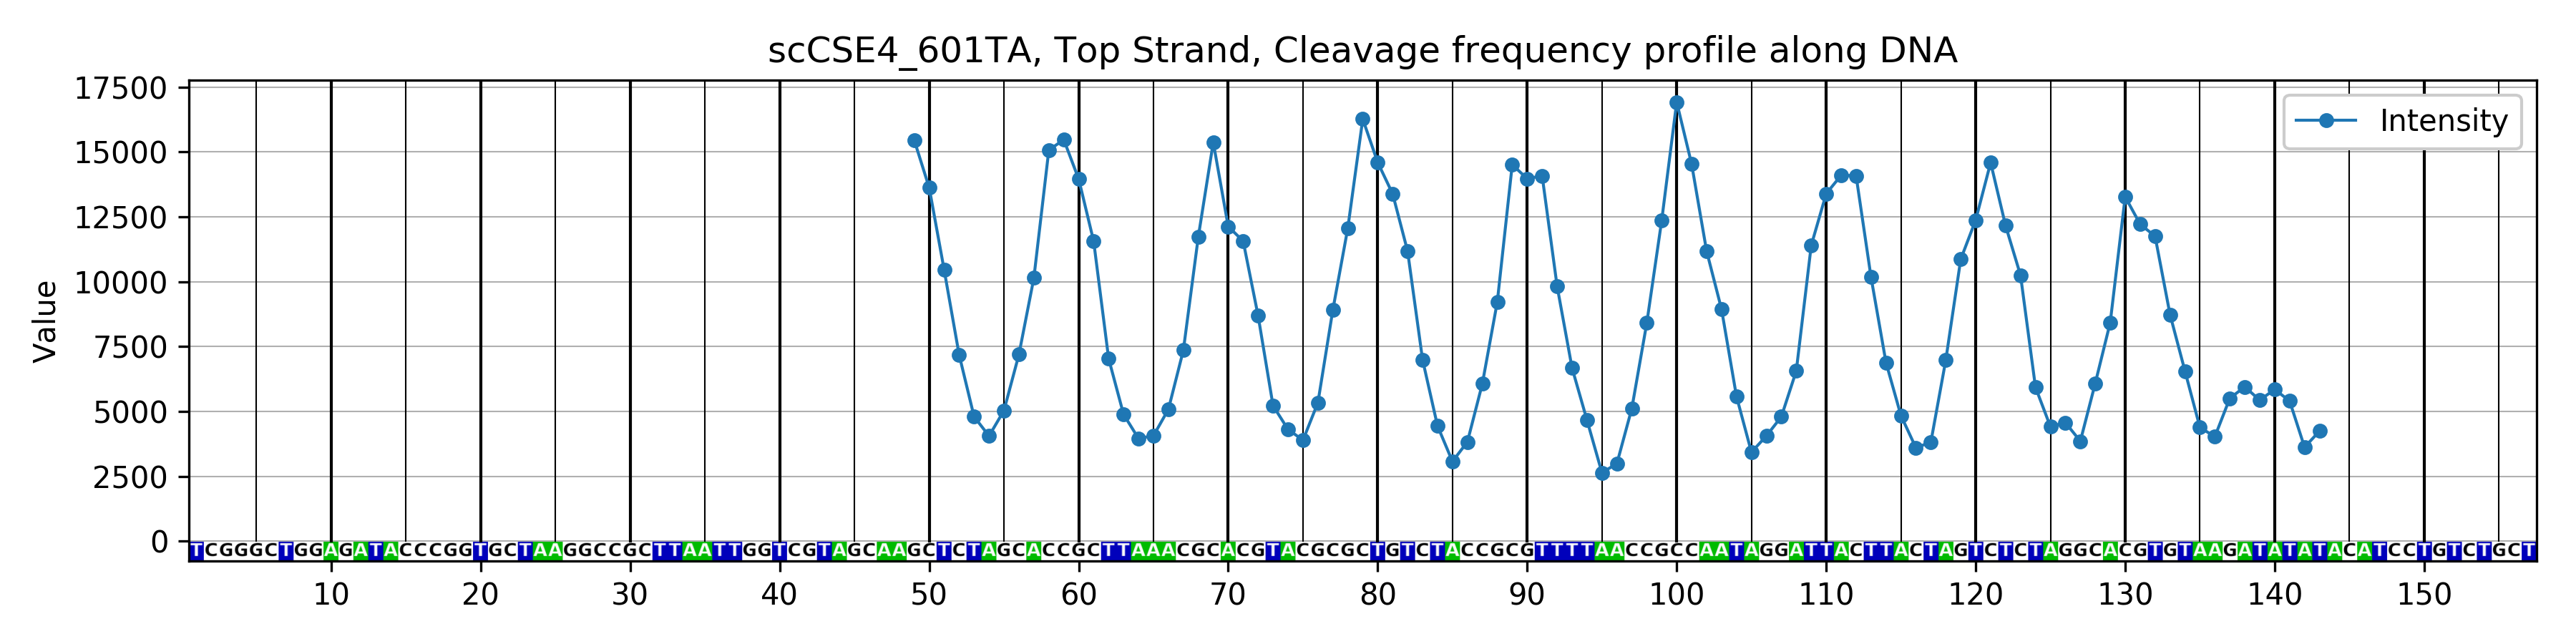 scCSE4_601TA, Top Strand, Cleavage frequency profile along DNA
Value
17500
15000
12500
10000
7500
5000
2500
0
Intensity
TCGGGCTGGAGATACCCGGTGCTAAGGCCGCTTAATTGGTCGTAGCAAGCTCTAGCACCGCTTAAACGCACGTACGCGCTGTCTACCGCGTTTTAACCGCCAATAGGATTACTTACTAGTCTCTAGGCACGTGTAAGATATATACATCCTGTCTGCT
10 20 30 40 50 60 70 80 90 100 110 120 130 140 150